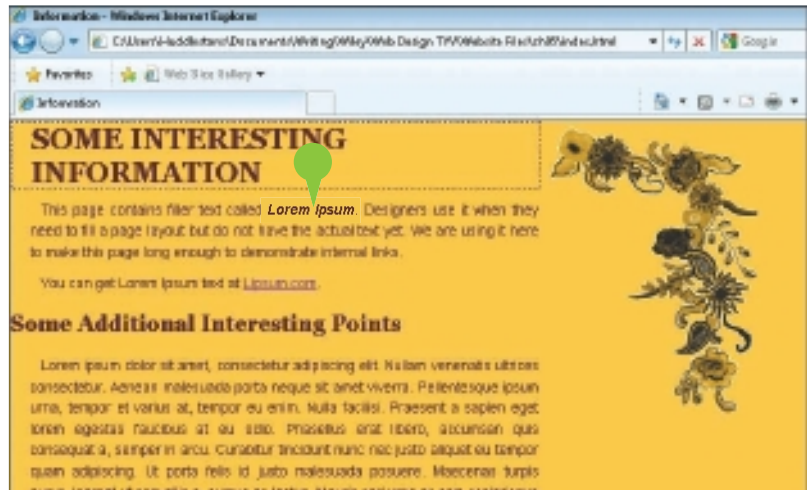 Information - Windows Internet Explorer
Favorites Web Slice Gallery
Information
SOME INTERESTING
INFORMATION
This page contains filler text called Lorem Ipsum. Designers use it when they
need to fill a page layout but do not have the actual text yet. We are using it here
to make this page long enough to demonstrate internal links.
You can get Lorem Ipsum text at Lipsum.com.
Some Additional Interesting Points
Lorem ipsum dolor sit amet, consectetur adipiscing elit. Nullam venenatis ultrices
consectetur. Aenean malesuada porta neque sit amet viverra. Pellentesque ipsum
urna, tempor et varius at, tempor eu enim. Nulla facilisi. Praesent a sapien eget
lorem egestas faucibus at eu odio. Phasellus erat libero, accumsan quis
consequat a, semper in arcu. Curabitur tincidunt nunc nec justo aliquet eu tempor
quam adipiscing. Ut porta felis id justo malesuada posuere. Maecenas turpis